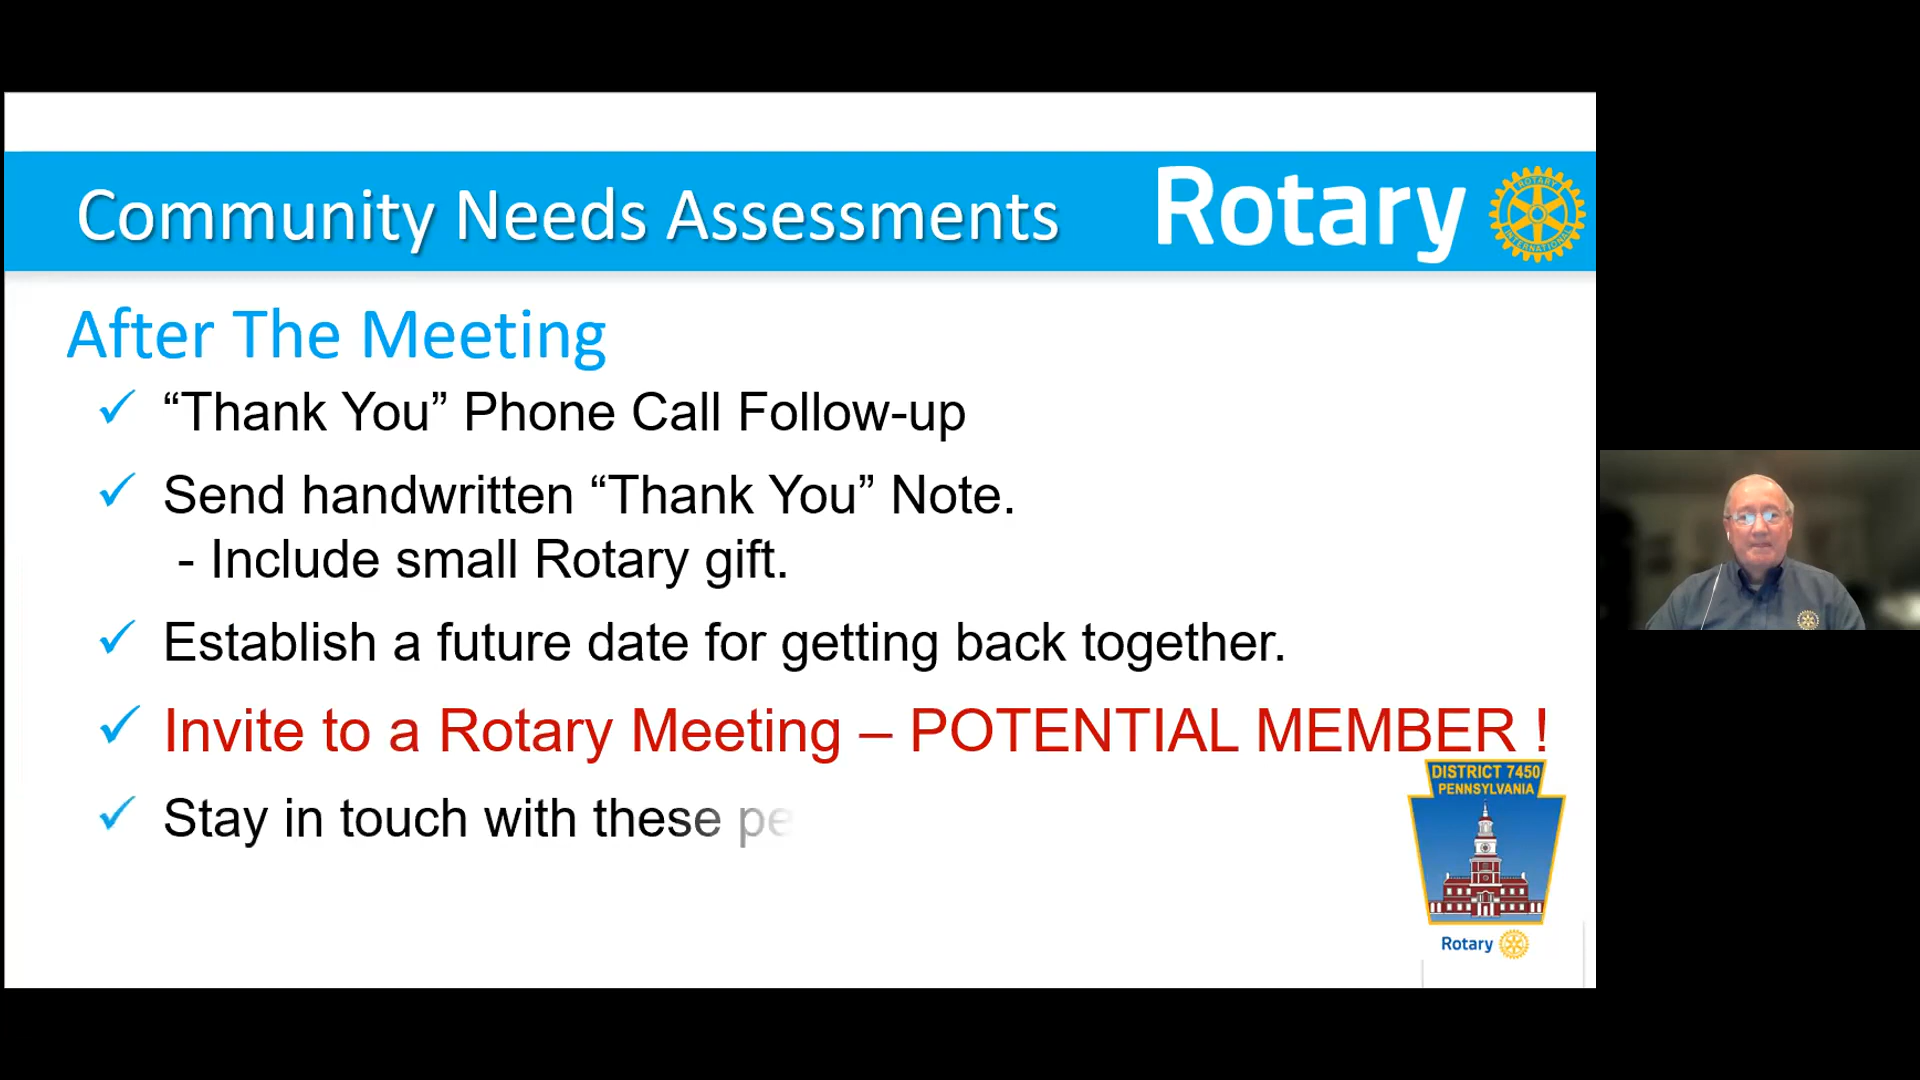 Community Needs Assessments
Rotary
ROTARY
INTERNATIONAL
After The Meeting
✓ “Thank You” Phone Call Follow-up
✓ Send handwritten “Thank You” Note.
- Include small Rotary gift.
✓ Establish a future date for getting back together.
✓ Invite to a Rotary Meeting – POTENTIAL MEMBER !
✓ Stay in touch with these
DISTRICT 7450
PENNSYLVANIA
Rotary